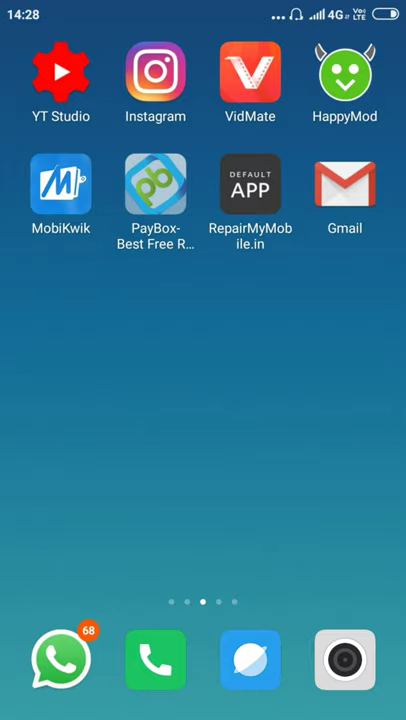 14:28
4G
Vo
LTE
YT Studio
Instagram
VidMate
HappyMod
pb
DEFAULT
APP
MobiKwik
PayBox-
Best Free R...
RepairMyMob
ile.in
Gmail
68